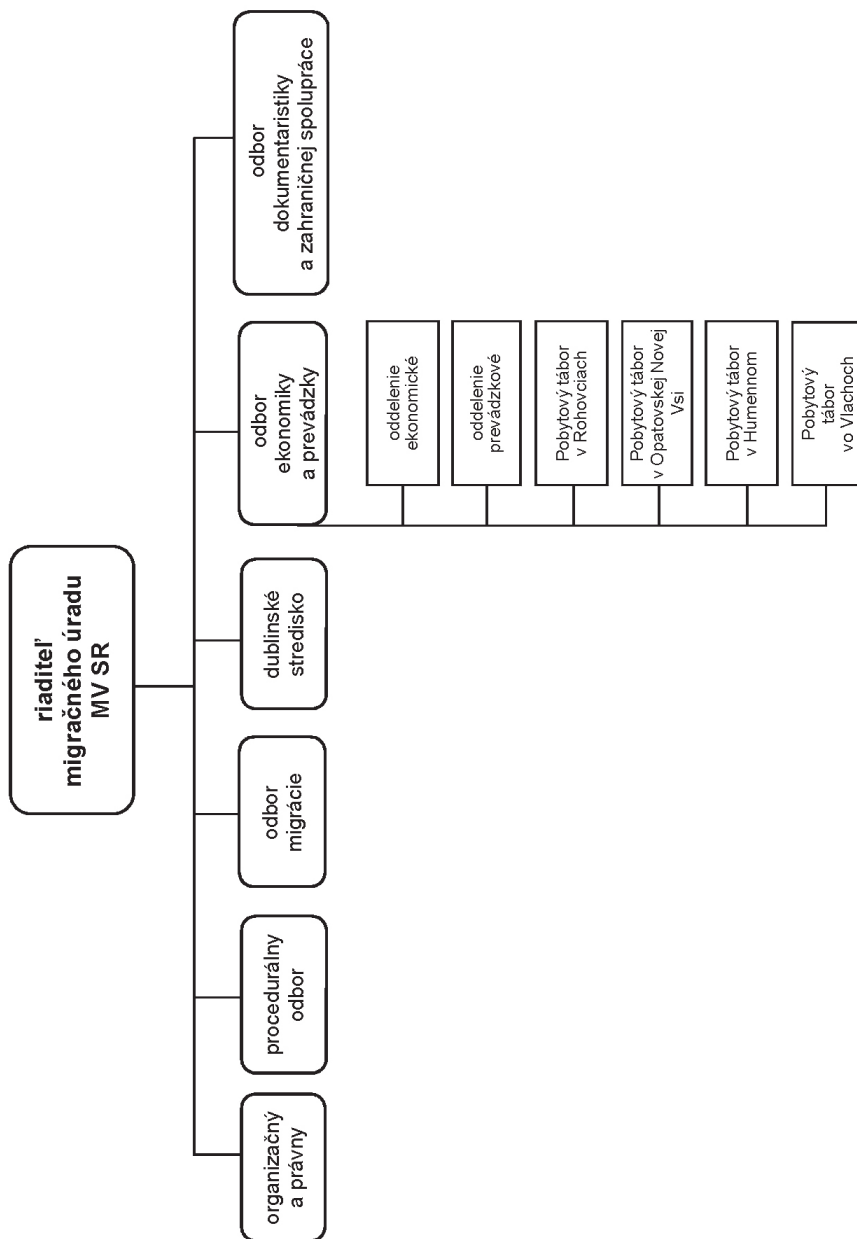 riaditeľ
migračného úradu
MV SR
organizačný
a právny
procedurálny
odbor
odbor
migrácie
dublinské
stredisko
odbor
ekonomiky
a prevádzky
odbor
dokumentaristiky
a zahraničnej spolupráce
oddelenie
ekonomické
oddelenie
prevádzkové
Pobytový tábor
v Rohovciach
Pobytový tábor
v Opatovskej Novej
Vsi
Pobytový tábor
v Humennom
Pobytový
tábor
vo Vlachoch